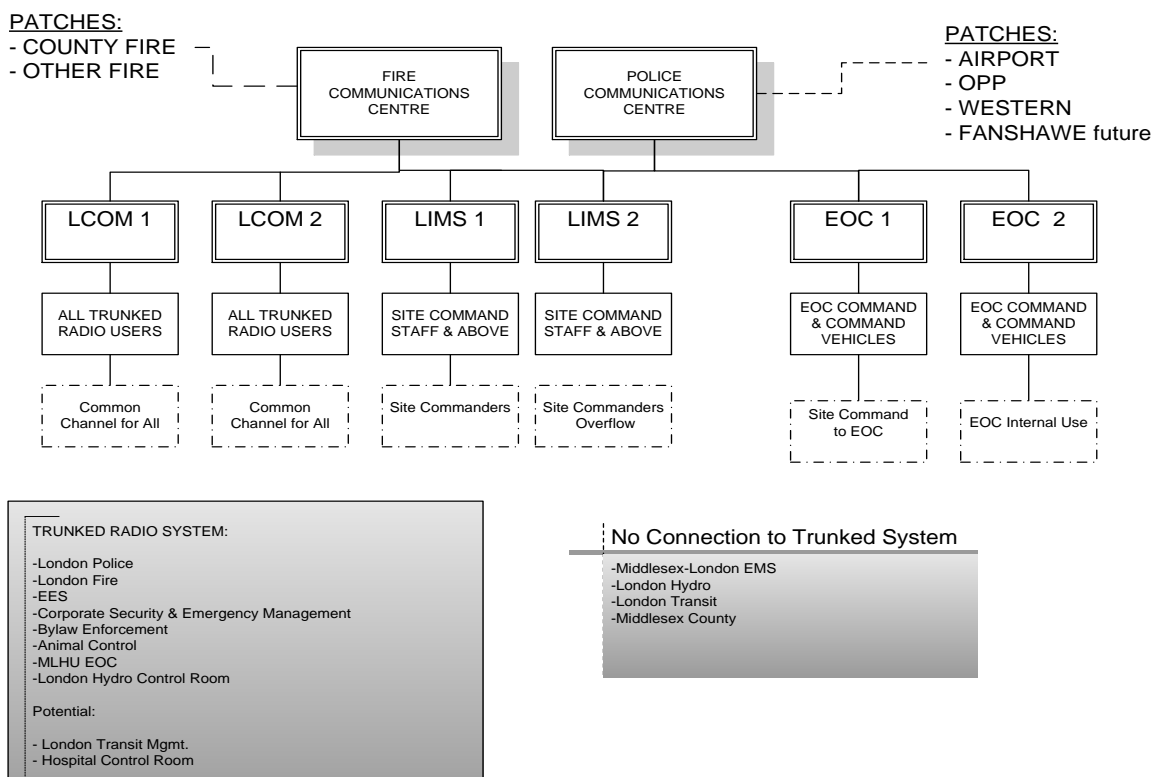 PATCHES:
- COUNTY FIRE
- OTHER FIRE
FIRE
COMMUNICATIONS
CENTRE
POLICE
COMMUNICATIONS
CENTRE
PATCHES:
- AIRPORT
- OPP
- WESTERN
- FANSHAWE future
LCOM 1
LCOM 2
LIMS 1
LIMS 2
EOC 1
EOC 2
ALL TRUNKED
RADIO USERS
ALL TRUNKED
RADIO USERS
SITE COMMAND
STAFF & ABOVE
SITE COMMAND
STAFF & ABOVE
EOC COMMAND
& COMMAND
VEHICLES
EOC COMMAND
& COMMAND
VEHICLES
Common
Channel for All
Common
Channel for All
Site Commanders
Site Commanders
Overflow
Site Command
to EOC
EOC Internal Use
TRUNKED RADIO SYSTEM:
-London Police
-London Fire
-EES
-Corporate Security & Emergency Management
-Bylaw Enforcement
-Animal Control
-MLHU EOC
-London Hydro Control Room
Potential:
- London Transit Mgmt.
- Hospital Control Room
No Connection to Trunked System
-Middlesex-London EMS
-London Hydro
-London Transit
-Middlesex County